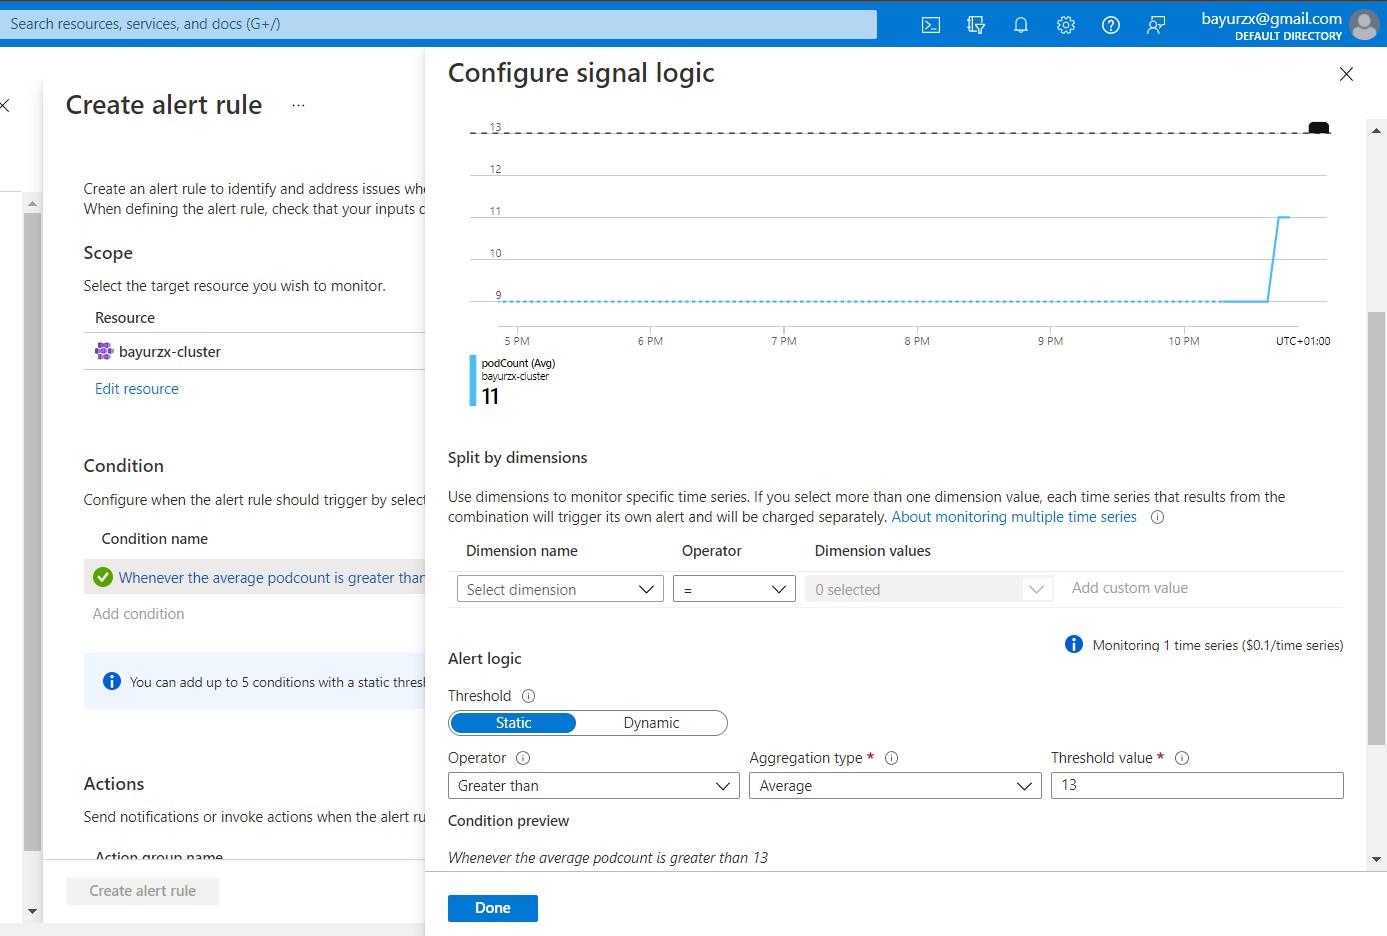 Search resources, services, and docs (G+/)
bayurzx@gmail.com
DEFAULT DIRECTORY
Create alert rule ...
Create an alert rule to identify and address issues
When defining the alert rule, check that your inputs
Scope
Select the target resource you wish to monitor.
Resource
bayurzx-cluster
Edit resource
Condition
Configure when the alert rule should trigger by
Condition name
Whenever the average podcount is greater than
Add condition
You can add up to 5 conditions with a static
Actions
Send notifications or invoke actions when the alert
Action group name
Create alert rule
Configure signal logic
13
12
11
10
9
5 PM 6 PM 7 PM 8 PM 9 PM 10 PM UTC+01:00
podCount (Avg)
bayurzx-cluster
11
Split by dimensions
Use dimensions to monitor specific time series. If you select more than one dimension value, each time series that results from the
combination will trigger its own alert and will be charged separately. About monitoring multiple time series
Dimension name Operator Dimension values
Select dimension = 0 selected Add custom value
Monitoring 1 time series ($0.1/time series)
Alert logic
Threshold
Static Dynamic
Operator Aggregation type * Threshold value *
Greater than Average 13
Condition preview
Whenever the average podcount is greater than 13
Done